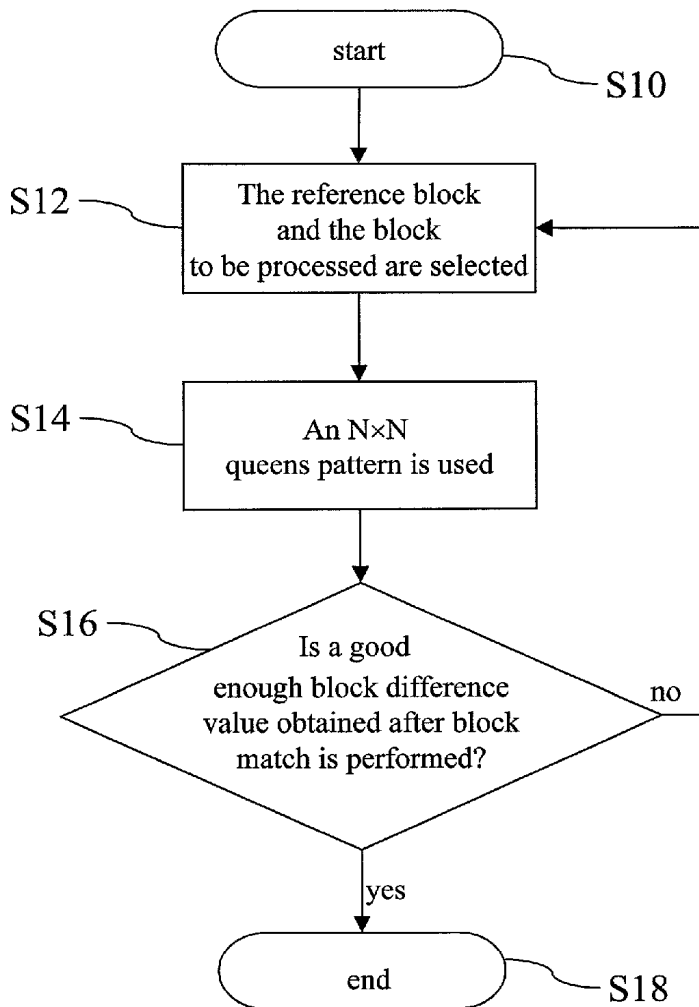 start
S10
S12
The reference block
and the block
to be processed are selected
S14
An N×N
queens pattern is used
S16
Is a good
enough block difference
value obtained after block
match is performed?
no
yes
end
S18